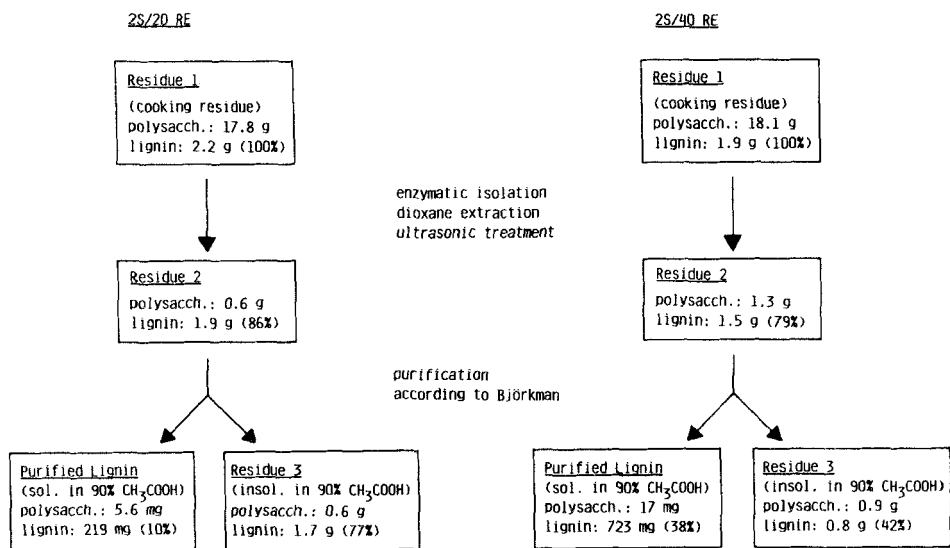 2S/20 RE
Residue 1
(cooking residue)
polysacch.: 17.8 g
lignin: 2.2 g (100%)
2S/40 RE
Residue 1
(cooking residue)
polysacch.: 18.1 g
lignin: 1.9 g (100%)
enzymatic isolation
dioxane extraction
ultrasonic treatment
Residue 2
polysacch.: 0.6 g
lignin: 1.9 g (86%)
Residue 2
polysacch.: 1.3 g
lignin: 1.5 g (79%)
purification
according to Björkman
Purified Lignin
(sol. in 90% CH3COOH)
polysacch.: 5.6 mg
lignin: 219 mg (10%)
Residue 3
(insol. in 90% CH3COOH)
polysacch.: 0.6 g
lignin: 1.7 g (77%)
Purified Lignin
(sol. in 90% CH3COOH)
polysacch.: 17 mg
lignin: 723 mg (38%)
Residue 3
(insol. in 90% CH3COOH)
polysacch.: 0.9 g
lignin: 0.8 g (42%)